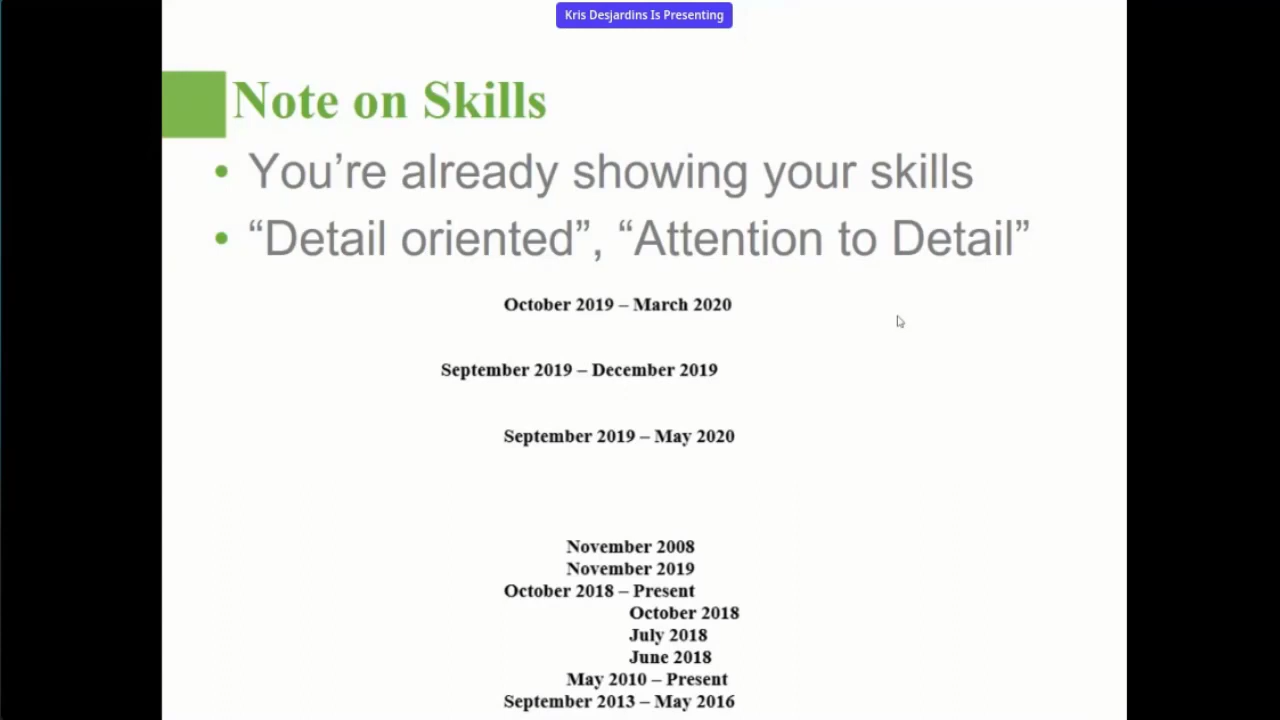 Kris Desjardins Is Presenting
Note on Skills
• You’re already showing your skills
• “Detail oriented”, “Attention to Detail”
October 2019 – March 2020
September 2019 – December 2019
September 2019 – May 2020
November 2008
November 2019
October 2018 – Present
October 2018
July 2018
June 2018
May 2010 – Present
September 2013 – May 2016